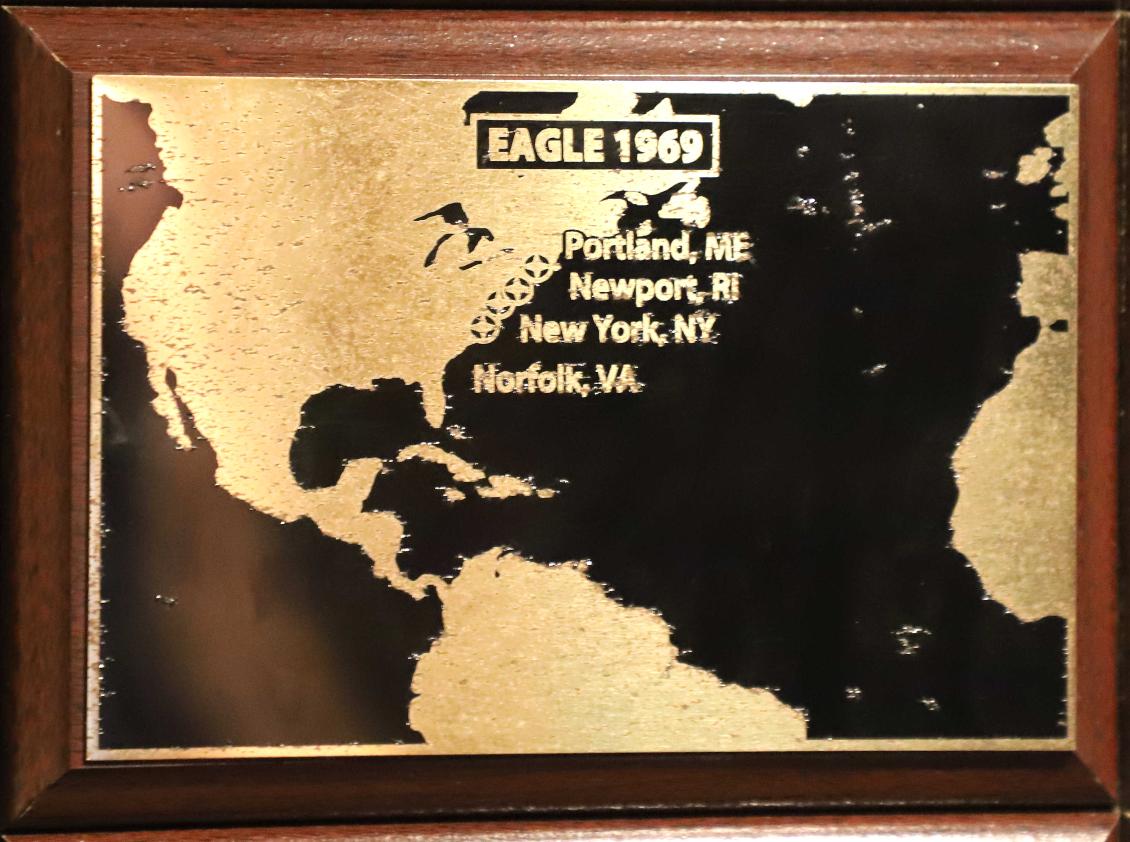 EAGLE 1969
Portland, ME
Newport, RI
New York, NY
Norfolk, VA